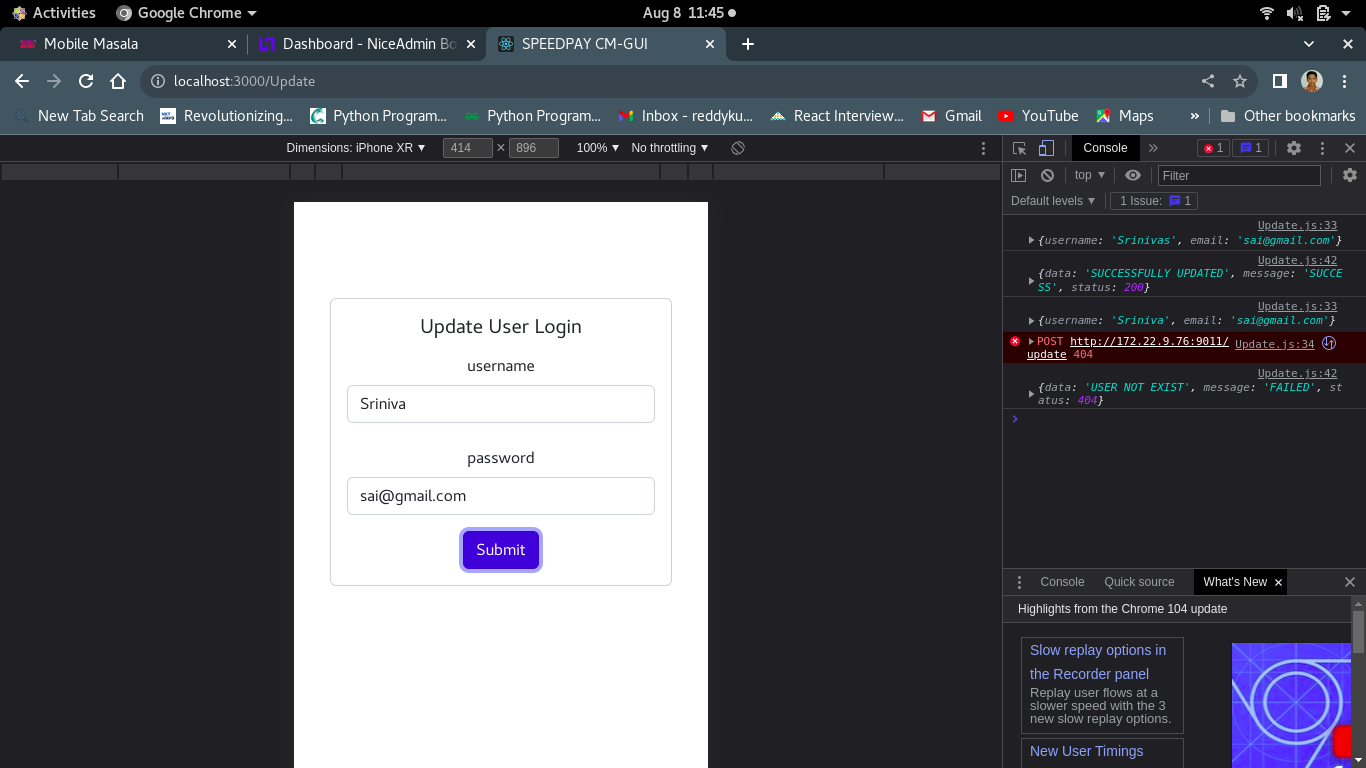 Activities Google Chrome Aug 8 11:45
Mobile Masala Dashboard - NiceAdmin Bo SPEEDPAY CM-GUI
localhost:3000/Update
New Tab Search Revolutionizing... Python Program... Python Program... Inbox - reddyku... React Interview... Gmail YouTube Maps » Other bookmarks
Dimensions: iPhone XR 414 × 896 100% No throttling
Console » 1 1
top Filter
Default levels 1 Issue: 1
Update.js:33
{username: 'Srinivas', email: 'sai@gmail.com'}
Update.js:42
{data: 'SUCCESSFULLY UPDATED', message: 'SUCCE
SS', status: 200}
Update.js:33
{username: 'Sriniva', email: 'sai@gmail.com'}
POST http://172.22.9.76:9011/ Update.js:34
update 404
Update.js:42
{data: 'USER NOT EXIST', message: 'FAILED', st
atus: 404}
Update User Login
username
Sriniva
password
sai@gmail.com
Submit
Console Quick source What's New
Highlights from the Chrome 104 update
Slow replay options in
the Recorder panel
Replay user flows at a
slower speed with the 3
new slow replay options.
New User Timings